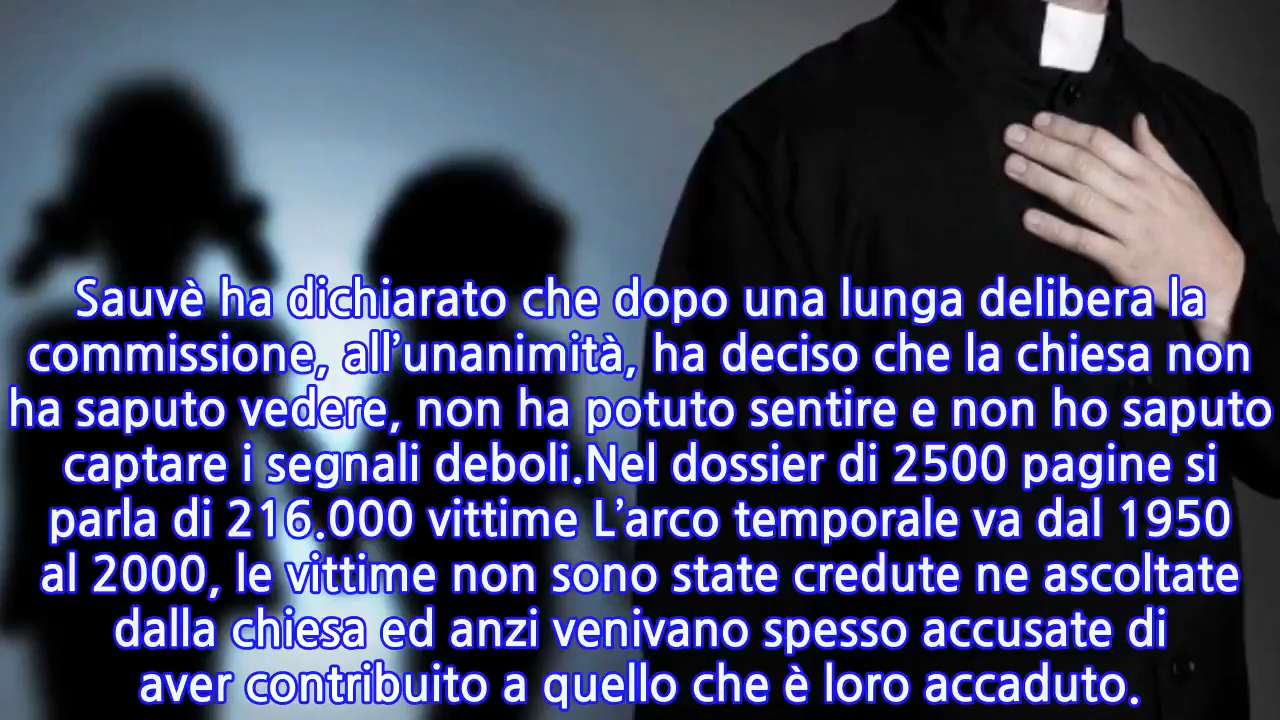 Sauvè ha dichiarato che dopo una lunga delibera la
commissione, all’unanimità, ha deciso che la chiesa non
ha saputo vedere, non ha potuto sentire e non ho saputo
captare i segnali deboli.Nel dossier di 2500 pagine si
parla di 216.000 vittime L’arco temporale va dal 1950
al 2000, le vittime non sono state credute ne ascoltate
dalla chiesa ed anzi venivano spesso accusate di
aver contribuito a quello che è loro accaduto.